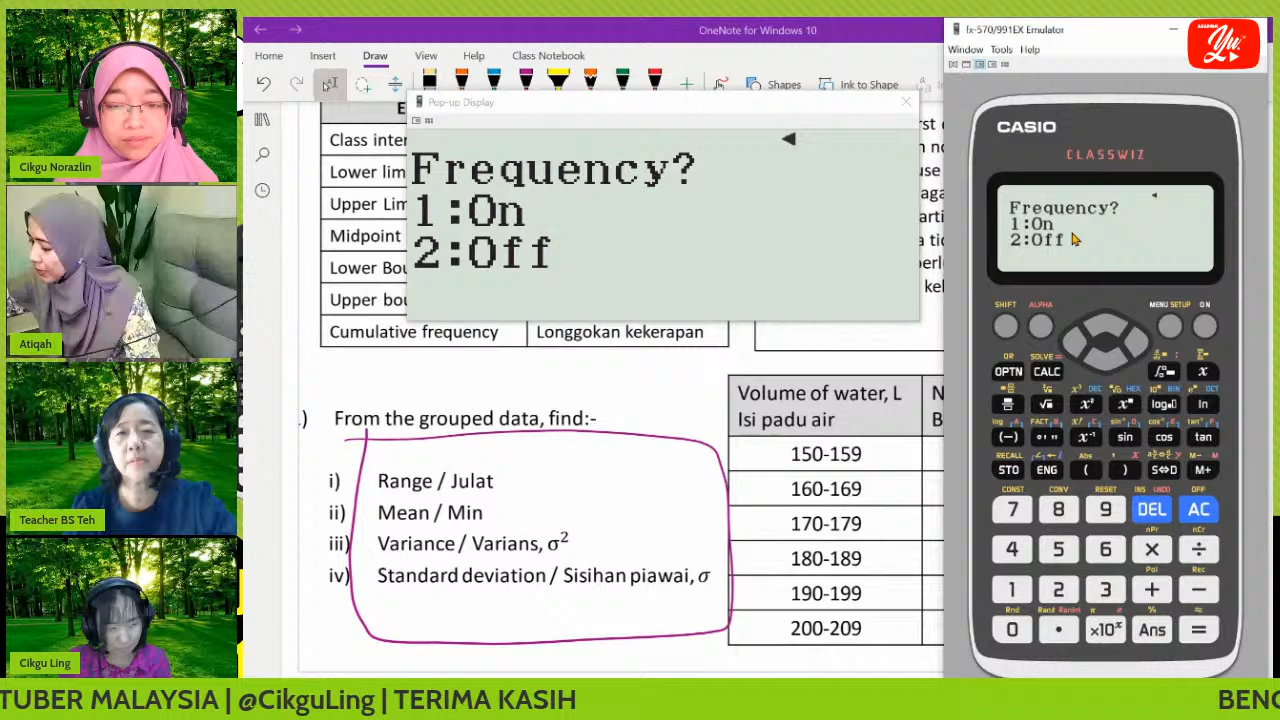 OneNote for Windows 10
Home Insert Draw View Help Class Notebook
Shapes Ink to Shape
Pop-up Display
Frequency?
1:On
2:Off
Class inter
Lower lim
Upper Lim
Midpoint
Lower Bou
Upper bou
Cumulative frequency Longgokan kekerapan
From the grouped data, find:-
i) Range / Julat
ii) Mean / Min
iii) Variance / Varians, σ²
iv) Standard deviation / Sisihan piawai, σ
Volume of water, L
Isi padu air
150-159
160-169
170-179
180-189
190-199
200-209
fx-570/991EX Emulator
Window Tools Help
CASIO
CLASSWIZ
Frequency?
1:On
2:Off
SHIFT ALPHA MENU SETUP ON
OPTN CALC x
sin cos tan
STO ENG ( ) S⇔D M+
7 8 9 DEL AC
4 5 6 × ÷
1 2 3 + −
0 • ×10ˣ Ans =
Cikgu Norazlin
Atiqah
Teacher BS Teh
Cikgu Ling
TUBER MALAYSIA | @CikguLing | TERIMA KASIH
BENG